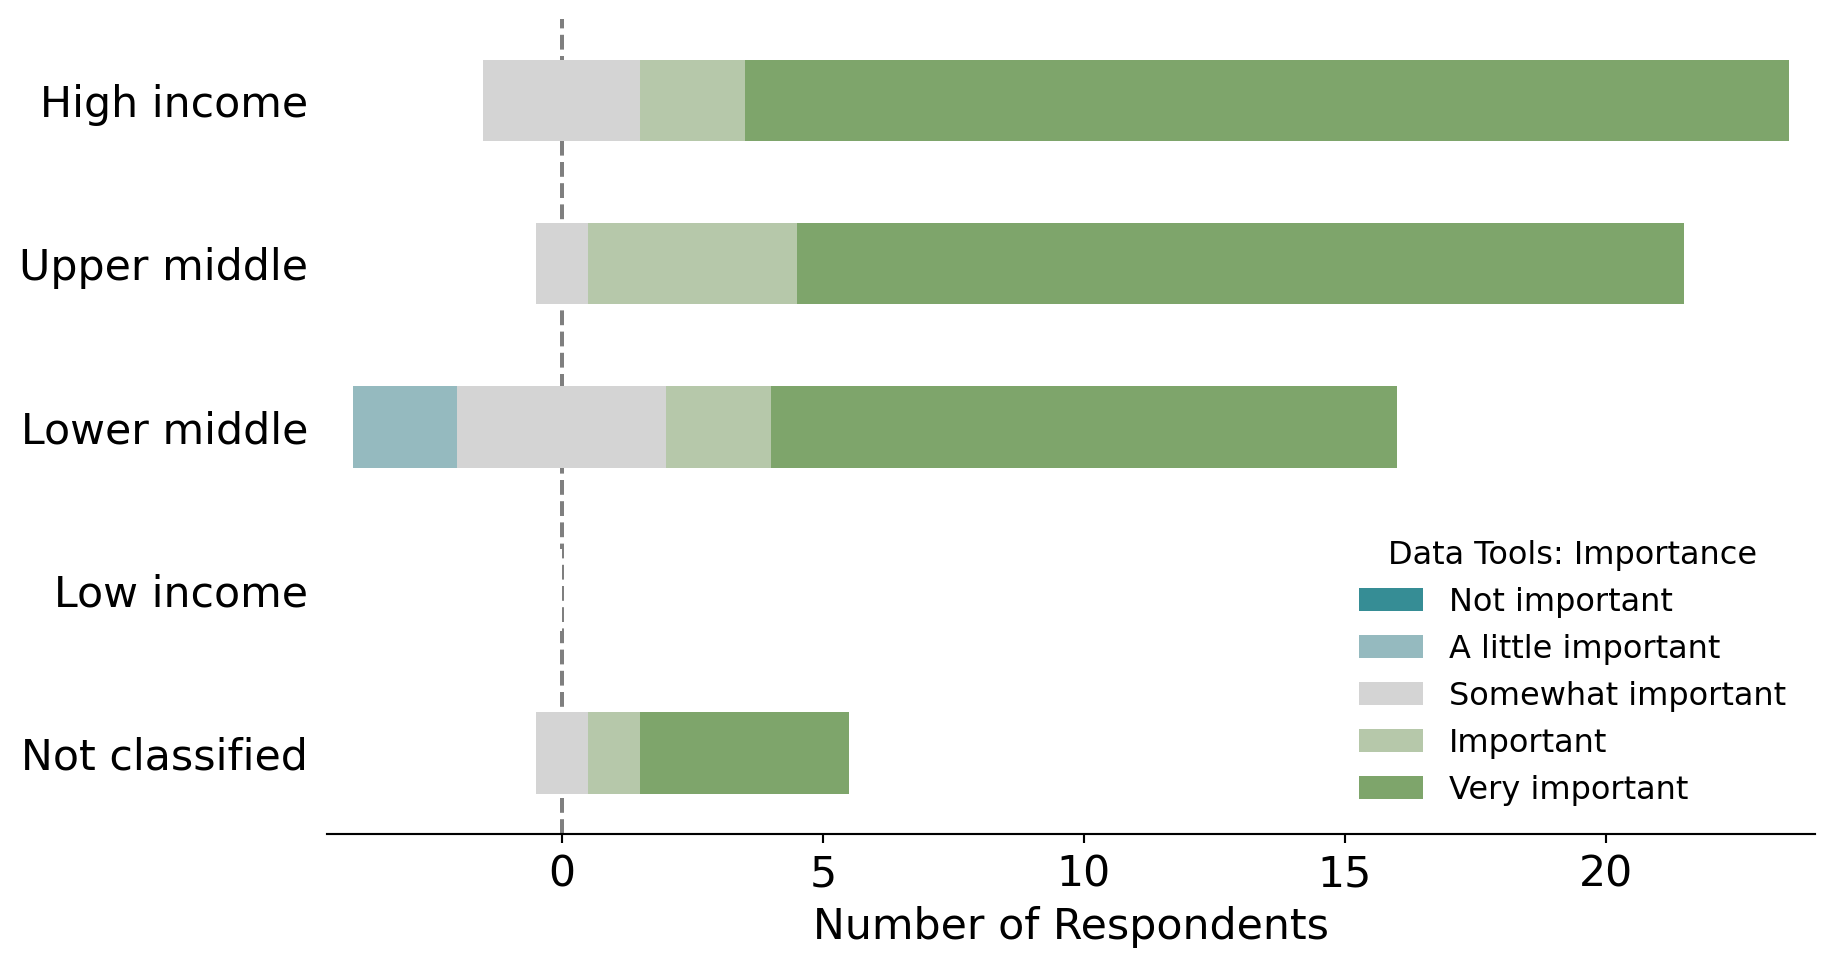 High income
Upper middle
Lower middle
Low income
Not classified
Data Tools: Importance
Not important
A little important
Somewhat important
Important
Very important
0 5 10 15 20
Number of Respondents